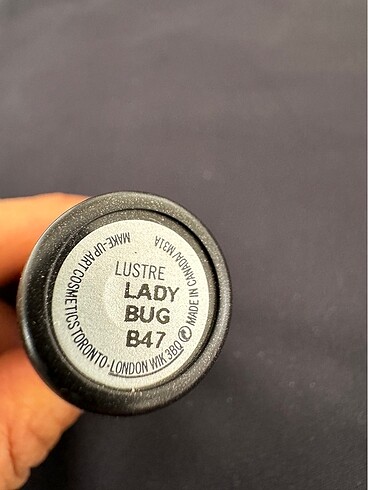 LUSTRE
LADY
BUG
B47
MAKE-UP ART COSMETICS TORONTO·LONDON W1K 3BQ
MADE IN CANADA/ M31A